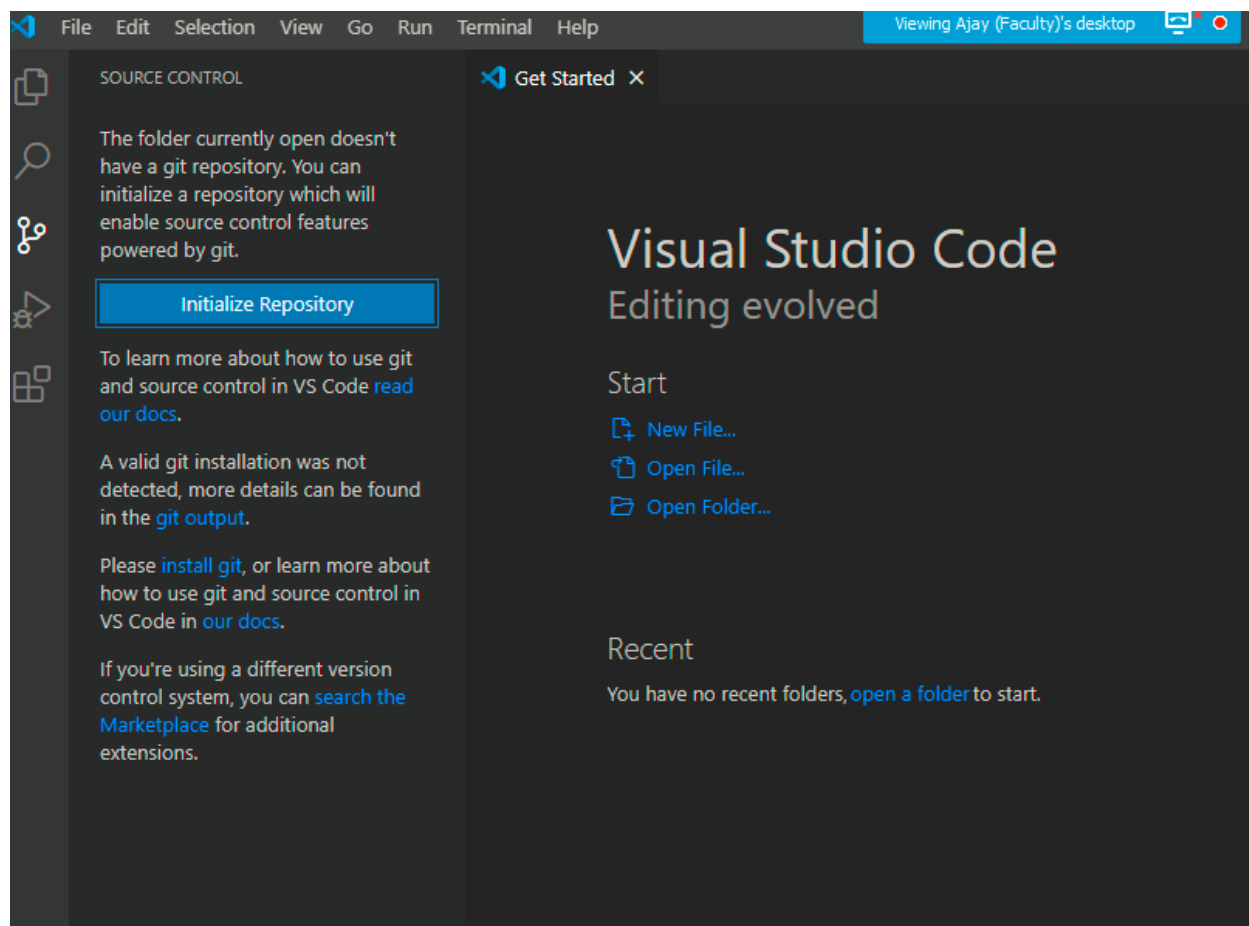 File Edit Selection View Go Run Terminal Help
Viewing Ajay (Faculty)'s desktop
SOURCE CONTROL
The folder currently open doesn't
have a git repository. You can
initialize a repository which will
enable source control features
powered by git.
Initialize Repository
To learn more about how to use git
and source control in VS Code read
our docs.
A valid git installation was not
detected, more details can be found
in the git output.
Please install git, or learn more about
how to use git and source control in
VS Code in our docs.
If you're using a different version
control system, you can search the
Marketplace for additional
extensions.
Get Started
Visual Studio Code
Editing evolved
Start
New File...
Open File...
Open Folder...
Recent
You have no recent folders, open a folder to start.